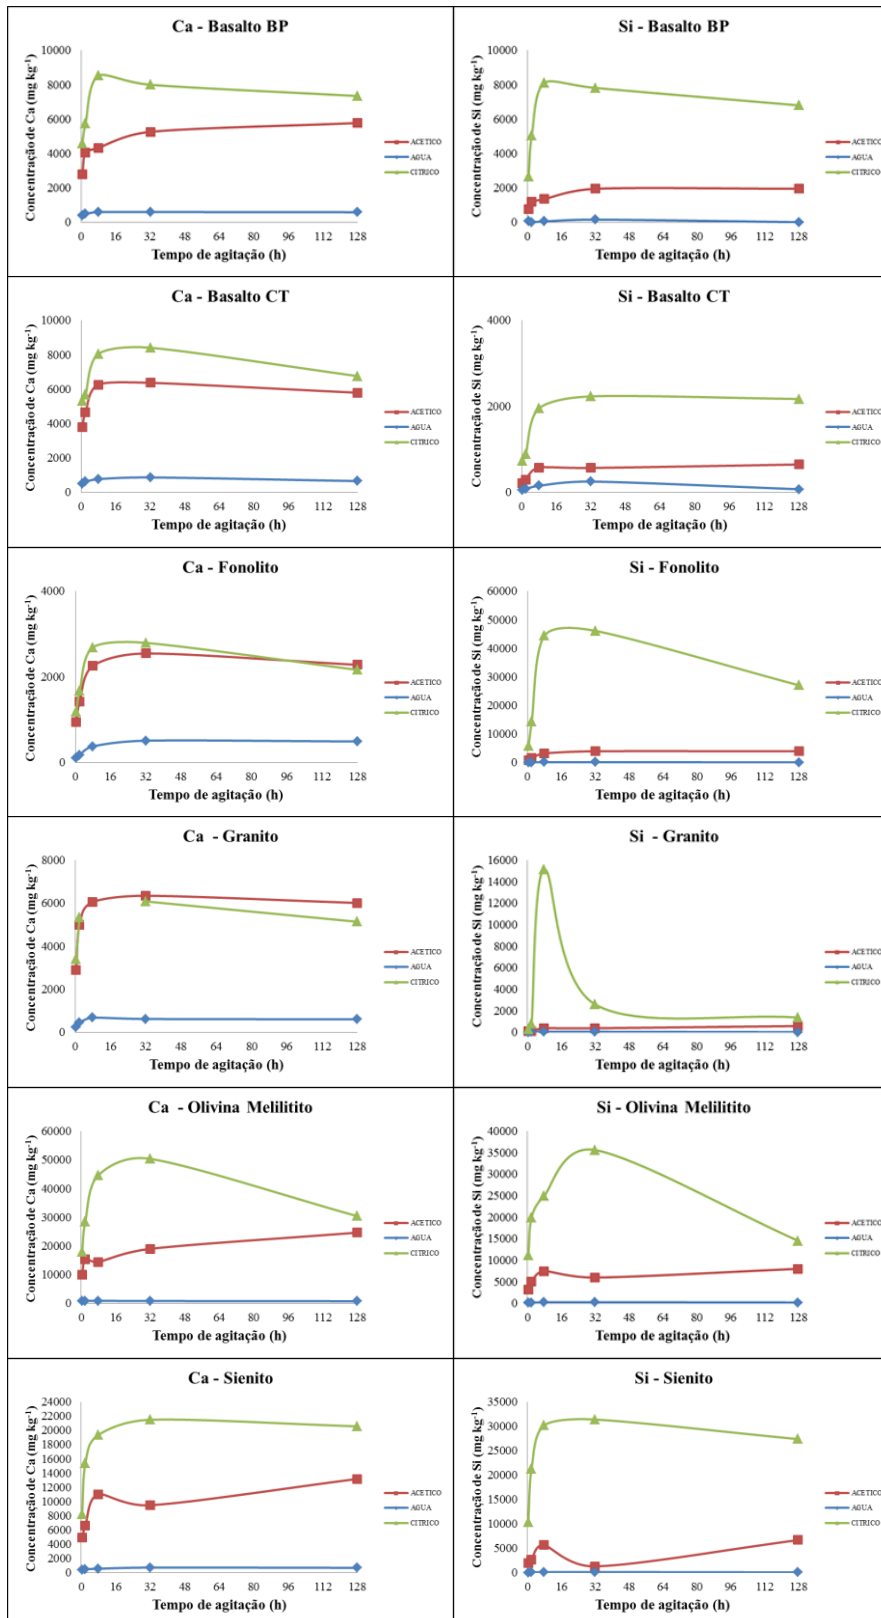 Ca - Basalto BP
Concentração de Ca (mg kg⁻¹)
10000
8000
6000
4000
2000
0
ACETICO
AGUA
CITRICO
0 16 32 48 64 80 96 112 128
Tempo de agitação (h)
Si - Basalto BP
Concentração de Si (mg kg⁻¹)
10000
8000
6000
4000
2000
0
ACETICO
AGUA
CITRICO
0 16 32 48 64 80 96 112 128
Tempo de agitação (h)
Ca - Basalto CT
Concentração de Ca (mg kg⁻¹)
10000
8000
6000
4000
2000
0
ACETICO
AGUA
CITRICO
0 16 32 48 64 80 96 112 128
Tempo de agitação (h)
Si - Basalto CT
Concentração de Si (mg kg⁻¹)
4000
2000
0
ACETICO
AGUA
CITRICO
0 16 32 48 64 80 96 112 128
Tempo de agitação (h)
Ca - Fonolito
Concentração de Ca (mg kg⁻¹)
4000
2000
0
ACETICO
AGUA
CITRICO
0 16 32 48 64 80 96 112 128
Tempo de agitação (h)
Si - Fonolito
Concentração de Si (mg kg⁻¹)
60000
50000
40000
30000
20000
10000
0
ACETICO
AGUA
CITRICO
0 16 32 48 64 80 96 112 128
Tempo de agitação (h)
Ca - Granito
Concentração de Ca (mg kg⁻¹)
8000
6000
4000
2000
0
ACETICO
AGUA
CITRICO
0 16 32 48 64 80 96 112 128
Tempo de agitação (h)
Si - Granito
Concentração de Si (mg kg⁻¹)
16000
14000
12000
10000
8000
6000
4000
2000
0
ACETICO
AGUA
CITRICO
0 16 32 48 64 80 96 112 128
Tempo de agitação (h)
Ca - Olivina Melilitito
Concentração de Ca (mg kg⁻¹)
60000
50000
40000
30000
20000
10000
0
ACETICO
AGUA
CITRICO
0 16 32 48 64 80 96 112 128
Tempo de agitação (h)
Si - Olivina Melilitito
Concentração de Si (mg kg⁻¹)
40000
35000
30000
25000
20000
15000
10000
5000
0
ACETICO
AGUA
CITRICO
0 16 32 48 64 80 96 112 128
Tempo de agitação (h)
Ca - Sienito
Concentração de Ca (mg kg⁻¹)
24000
22000
20000
18000
16000
14000
12000
10000
8000
6000
4000
2000
0
ACETICO
AGUA
CITRICO
0 16 32 48 64 80 96 112 128
Tempo de agitação (h)
Si - Sienito
Concentração de Si (mg kg⁻¹)
35000
30000
25000
20000
15000
10000
5000
0
ACETICO
AGUA
CITRICO
0 16 32 48 64 80 96 112 128
Tempo de agitação (h)